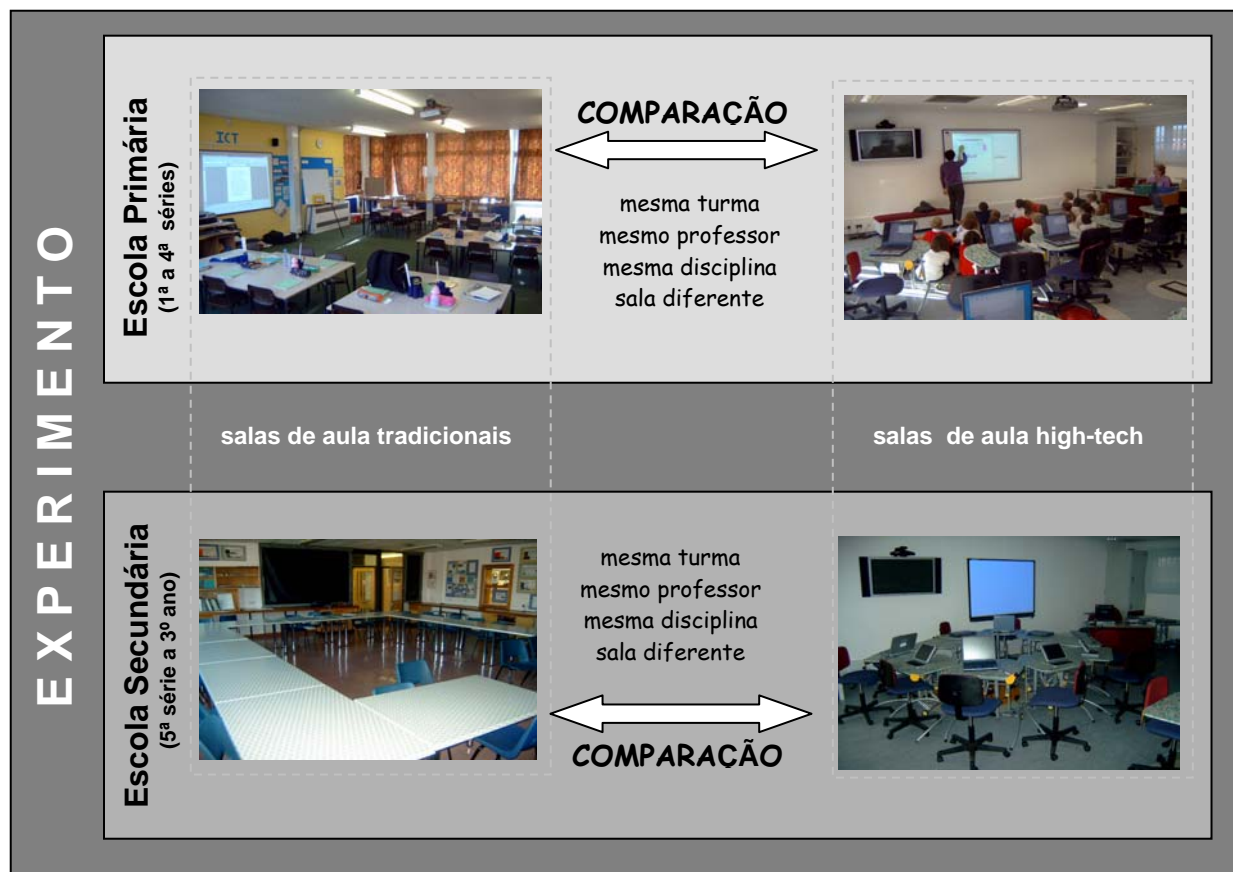 EXPERIMENTO
Escola Primária
(1ª a 4ª séries)
ICT
COMPARAÇÃO
mesma turma
mesmo professor
mesma disciplina
sala diferente
salas de aula tradicionais
salas de aula high-tech
Escola Secundária
(5ª série a 3º ano)
mesma turma
mesmo professor
mesma disciplina
sala diferente
COMPARAÇÃO